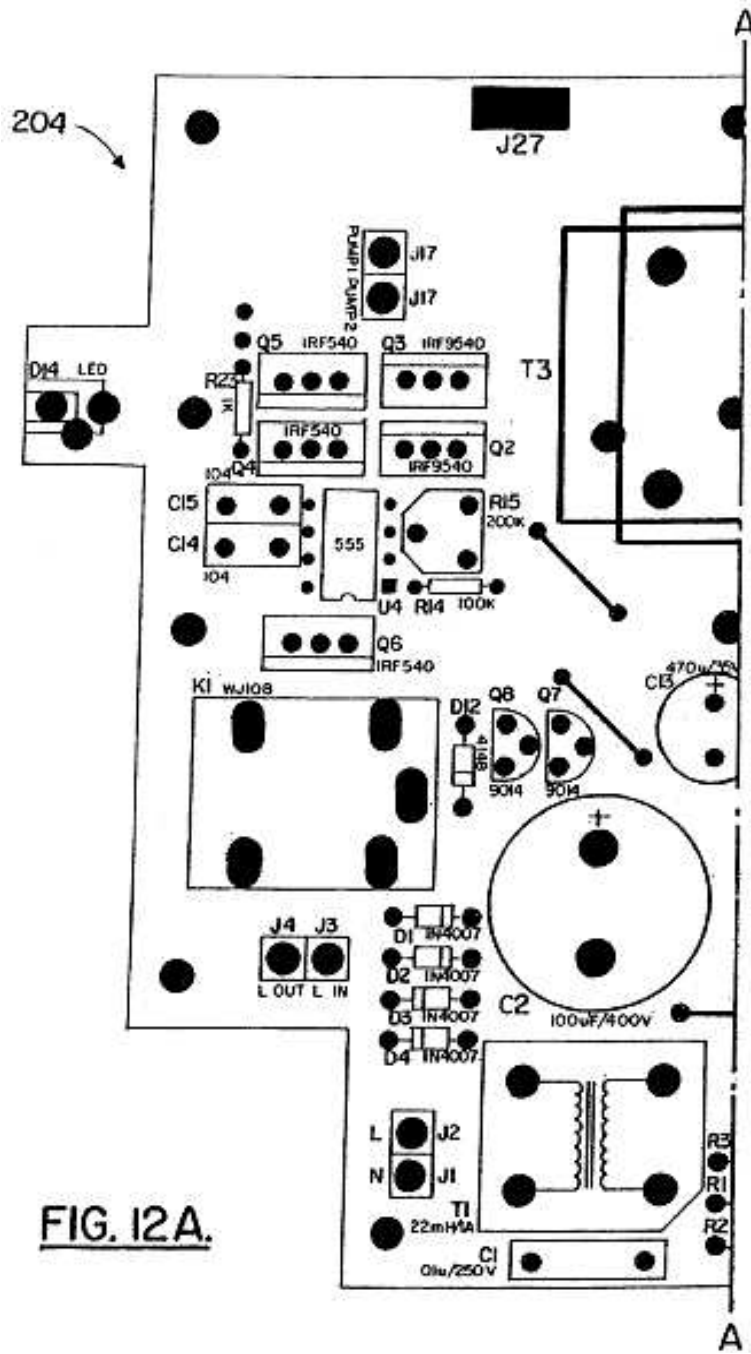 A
204
J27
PUMP1 PUMP 2
J17
J17
Q5 IRF540 Q3 IRF9540
T3
D14 LED
R23
1K
IRF540
Q4
IRF9540
Q2
104
C15
C14
104
555
R15
200K
U4
R14
100K
Q6
IRF540
K1 WJ108
D12
4148
Q8
9014
Q7
9014
C13
+
+
C2
100uF/400V
J4 J3
L OUT L IN
D1 IN4007
D2 IN4007
D3 IN4007
D4 IN4007
L J2
N J1
T1
22mH/1A
R3
R1
R2
C1
01u/250V
FIG. 12A.
A